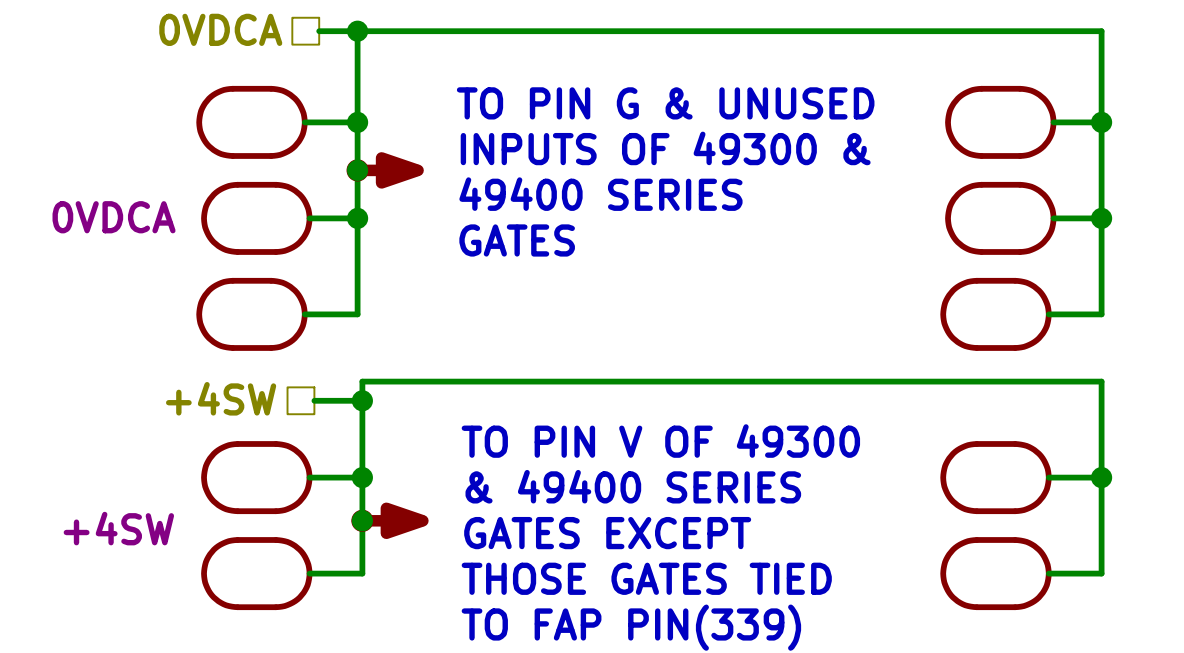 0VDCA
TO PIN G & UNUSED
INPUTS OF 49300 &
49400 SERIES
GATES
0VDCA
+4SW
TO PIN V OF 49300
& 49400 SERIES
GATES EXCEPT
THOSE GATES TIED
TO FAP PIN(339)
+4SW